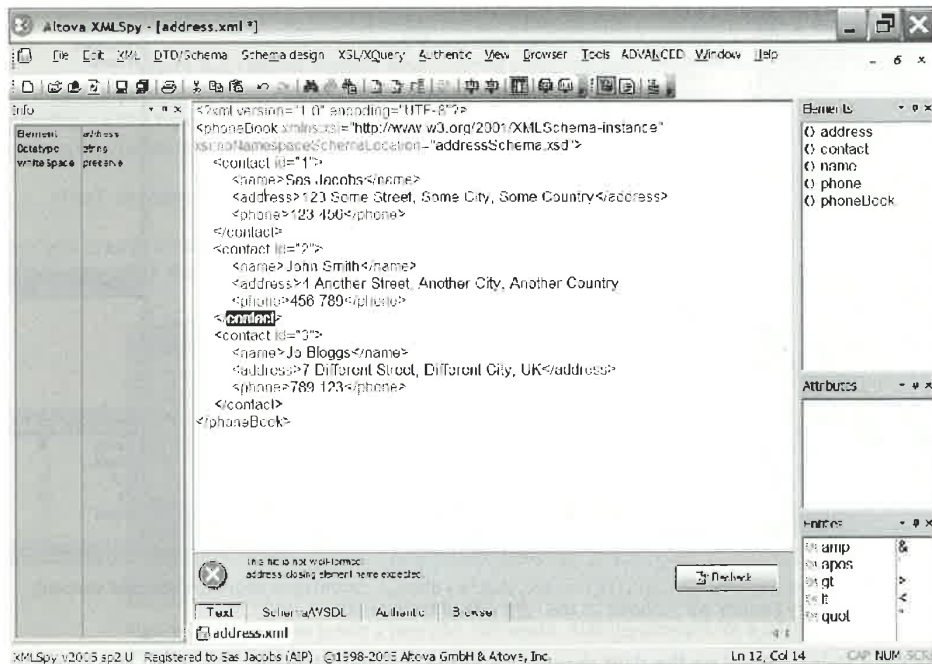 Altova XMLSpy - [address.xml *]
File Edit XML DTD/Schema Schema design XSL/XQuery Authentic View Browser Tools ADVANCED Window Help
Info
Element address
Datatype string
whiteSpace preserve
<?xml version="1.0" encoding="UTF-8"?>
<phoneBook xmlns:xsi="http://www.w3.org/2001/XMLSchema-instance"
xsi:noNamespaceSchemaLocation="addressSchema.xsd">
<contact id="1">
<name>Sas Jacobs</name>
<address>123 Some Street, Some City, Some Country</address>
<phone>123 456</phone>
</contact>
<contact id="2">
<name>John Smith</name>
<address>4 Another Street, Another City, Another Country
<phone>456 789</phone>
</contact>
<contact id="3">
<name>Jo Bloggs</name>
<address>7 Different Street, Different City, UK</address>
<phone>789 123</phone>
</contact>
</phoneBook>
Elements
() address
() contact
() name
() phone
() phoneBook
Attributes
Entities
amp &
apos '
gt >
lt <
quot "
This file is not well-formed:
address closing element name expected.
Recheck
Text Schema/WSDL Authentic Browser
address.xml
XMLSpy v2005 sp2 U Registered to Sas Jacobs (AIP) ©1998-2005 Altova GmbH & Altova, Inc. Ln 12, Col 14 CAP NUM SCRL